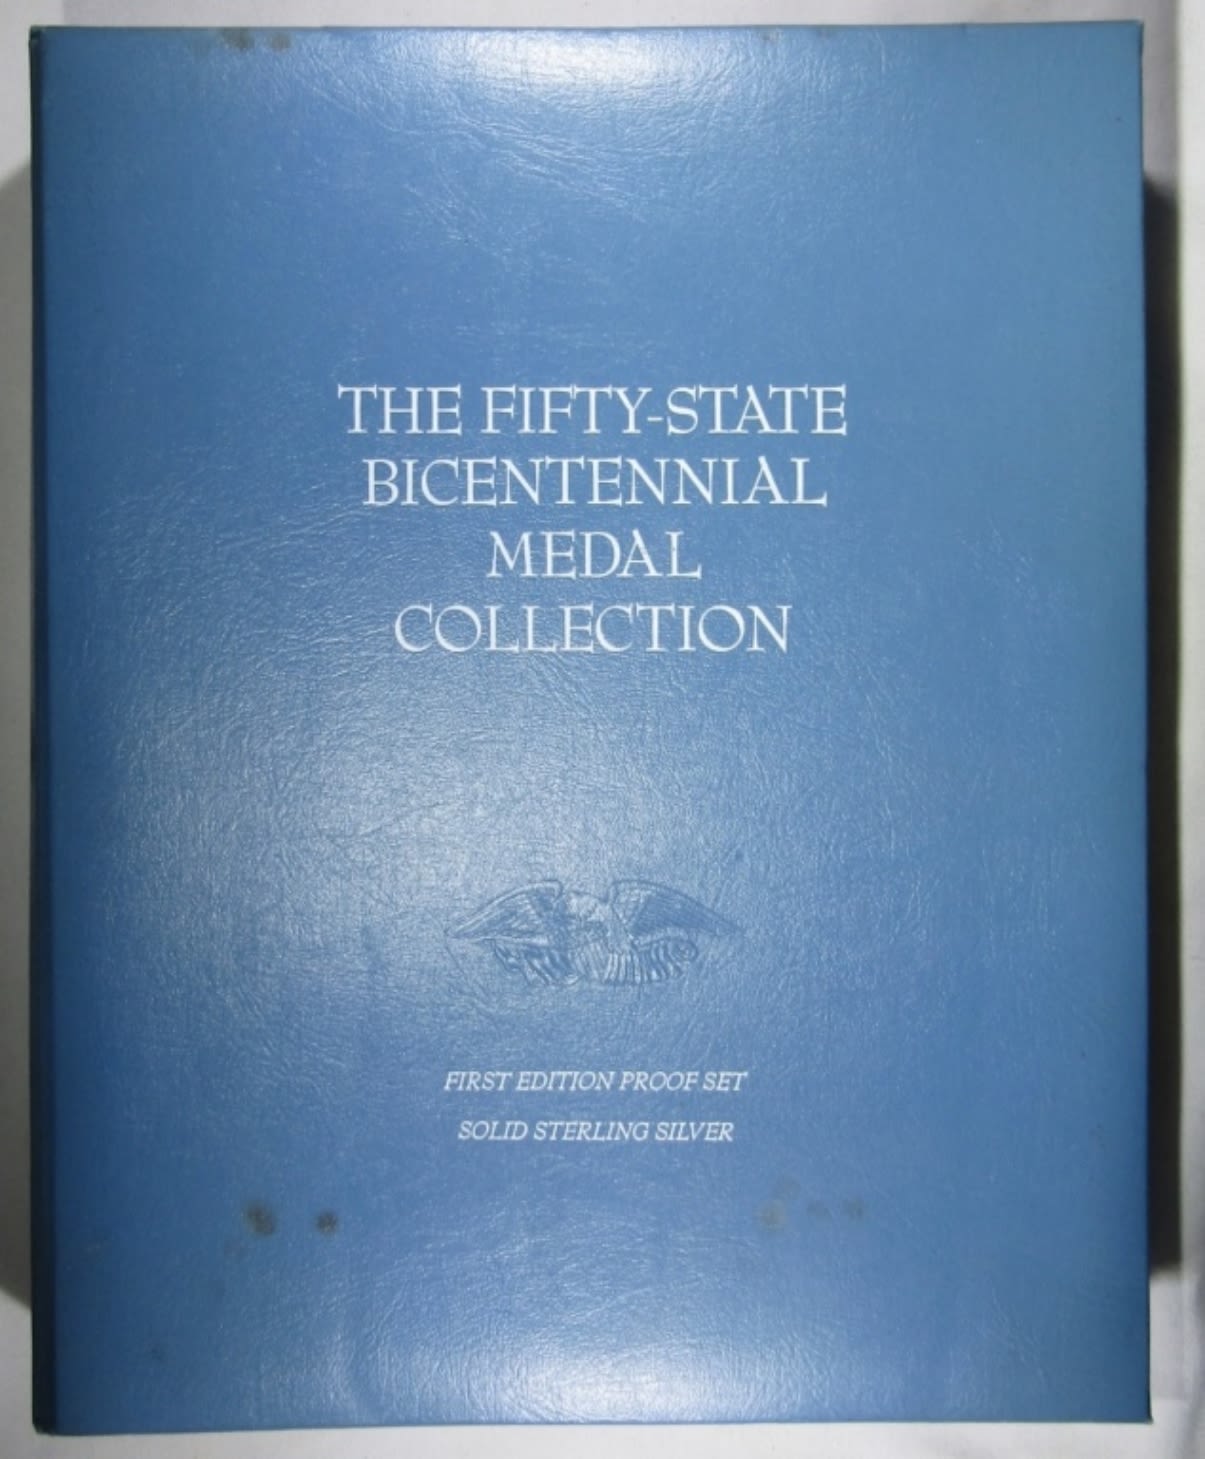 THE FIFTY-STATE
BICENTENNIAL
MEDAL
COLLECTION
FIRST EDITION PROOF SET
SOLID STERLING SILVER